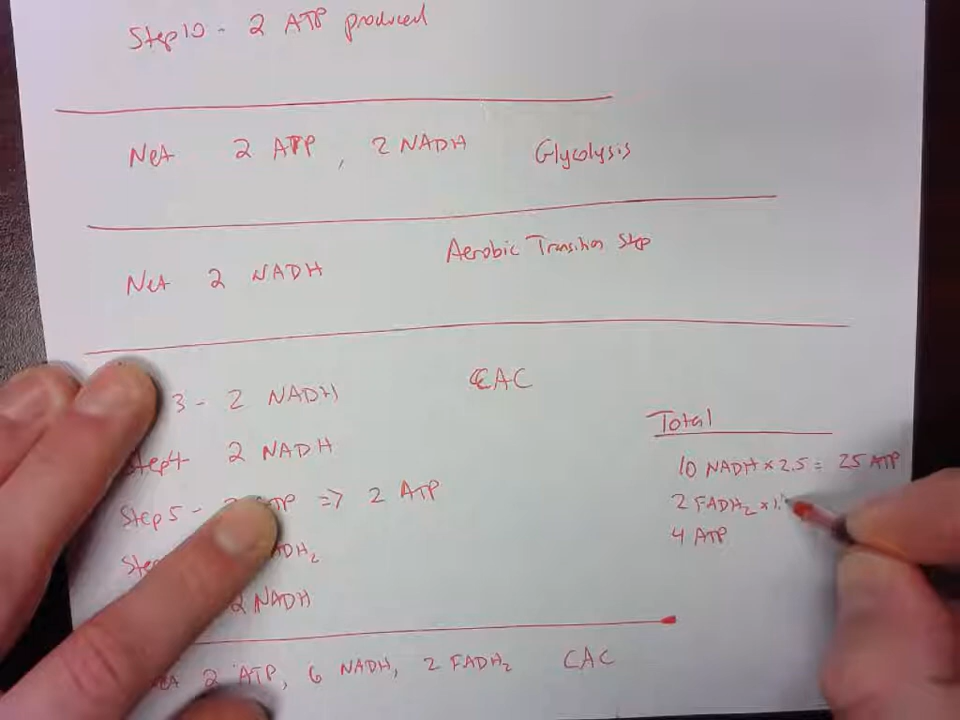 Step 10 - 2 ATP produced
Net 2 ATP, 2 NADH Glycolysis
Net 2 NADH Aerobic Transition Step
CAC
3 - 2 NADH
Step 4 2 NADH
Step 5 - => 2 ATP
2 NADH
2 ATP, 6 NADH, 2 FADH2 CAC
Total
10 NADH x 2.5 = 25 ATP
2 FADH2 x 1.
4 ATP